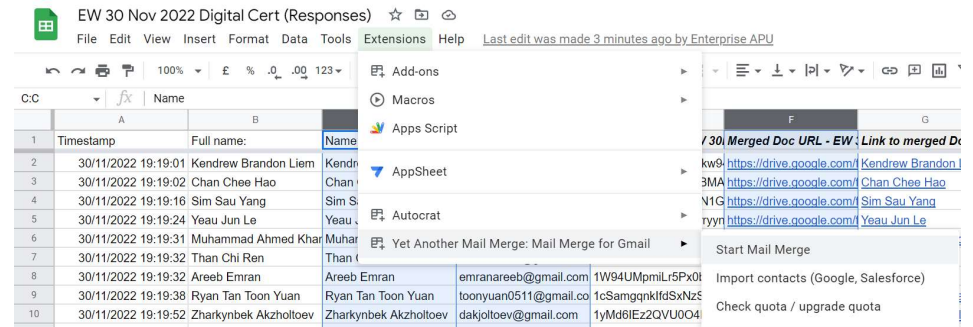 EW 30 Nov 2022 Digital Cert (Responses)
File Edit View Insert Format Data Tools Extensions Help Last edit was made 3 minutes ago by Enterprise APU
100% £ % .0 .00 123
C:C fx Name
Add-ons
Macros
Apps Script
AppSheet
Autocrat
Yet Another Mail Merge: Mail Merge for Gmail
Start Mail Merge
Import contacts (Google, Salesforce)
Check quota / upgrade quota
A B F G
1 Timestamp Full name: Name Merged Doc URL - EW Link to merged
2 30/11/2022 19:19:01 Kendrew Brandon Liem https://drive.google.com/ Kendrew Brandon
3 30/11/2022 19:19:02 Chan Chee Hao Chan https://drive.google.com/ Chan Chee Hao
4 30/11/2022 19:19:16 Sim Sau Yang https://drive.google.com/ Sim Sau Yang
5 30/11/2022 19:19:24 Yeau Jun Le Yeau https://drive.google.com/ Yeau Jun Le
6 30/11/2022 19:19:31 Muhammad Ahmed Khan
7 30/11/2022 19:19:32 Than Chi Ren Than
8 30/11/2022 19:19:32 Areeb Emran Areeb Emran emranareeb@gmail.com 1W94UMpmiLr5Px0
9 30/11/2022 19:19:38 Ryan Tan Toon Yuan Ryan Tan Toon Yuan toonyuan0511@gmail.co 1cSamgqnkIfdSxNzS
10 30/11/2022 19:19:52 Zharkynbek Akzholtoev Zharkynbek Akzholtoev dakjoltoev@gmail.com 1yMd6lEz2QVU0O4